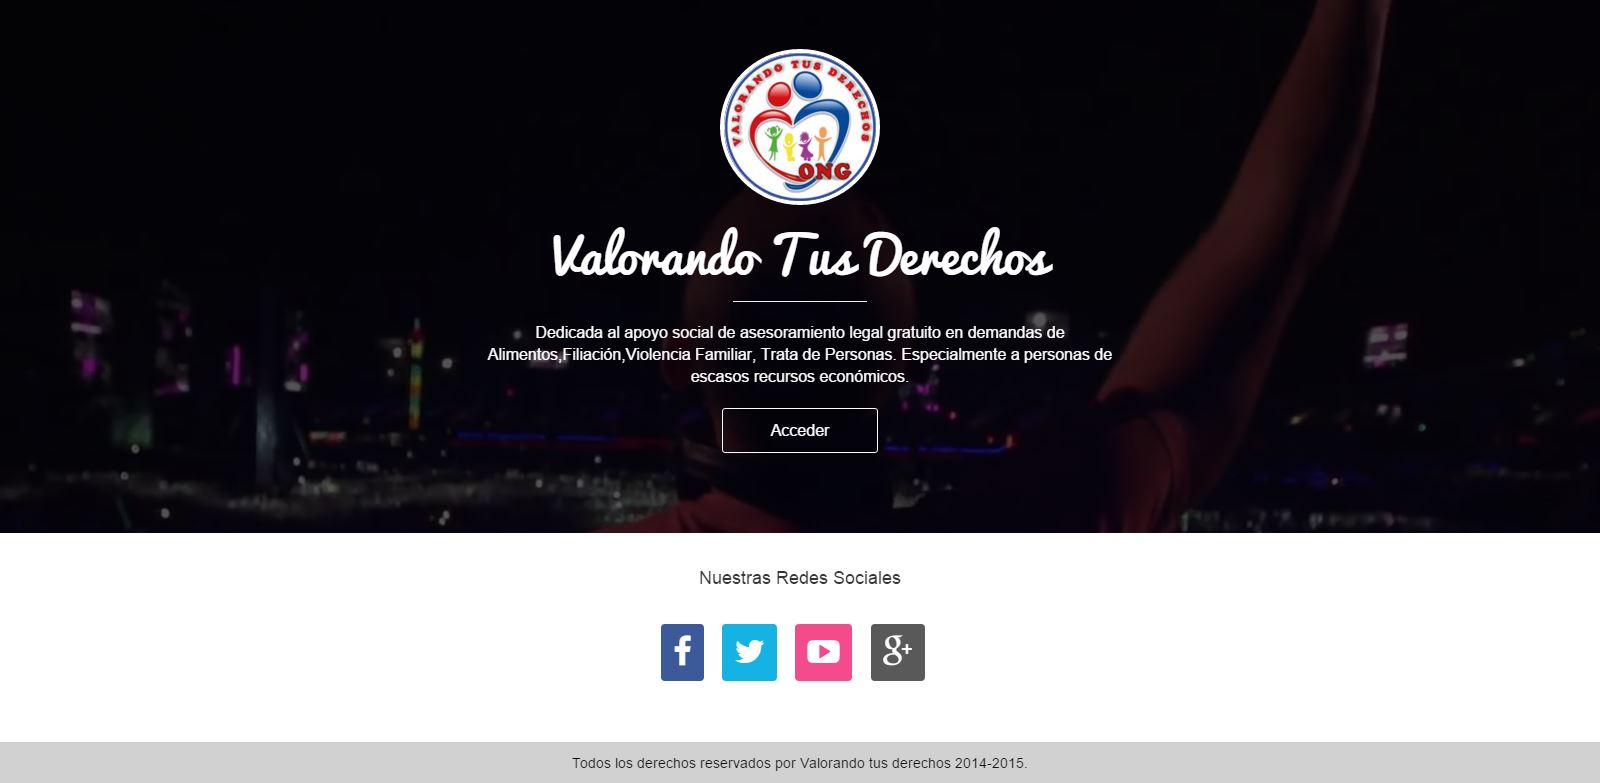 VALORANDO TUS DERECHOS
ONG
Valorando Tus Derechos
Dedicada al apoyo social de asesoramiento legal gratuito en demandas de
Alimentos,Filiación,Violencia Familiar, Trata de Personas. Especialmente a personas de
escasos recursos económicos.
Acceder
Nuestras Redes Sociales
Todos los derechos reservados por Valorando tus derechos 2014-2015.